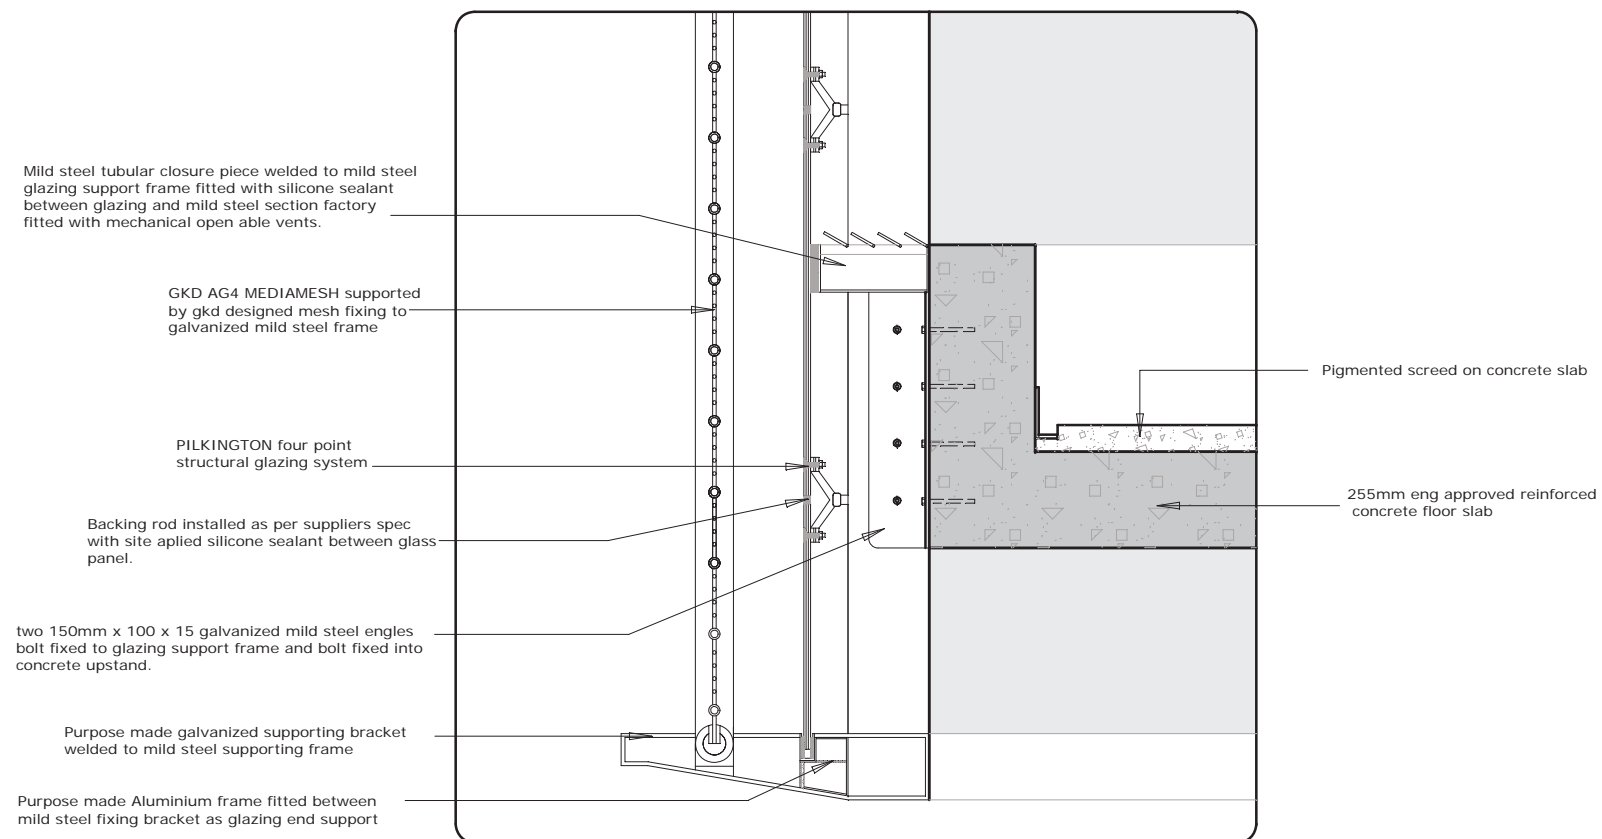 Mild steel tubular closure piece welded to mild steel
glazing support frame fitted with silicone sealant
between glazing and mild steel section factory
fitted with mechanical open able vents.
GKD AG4 MEDIAMESH supported
by gkd designed mesh fixing to
galvanized mild steel frame
PILKINGTON four point
structural glazing system
Backing rod installed as per suppliers spec
with site aplied silicone sealant between glass
panel.
two 150mm x 100 x 15 galvanized mild steel engles
bolt fixed to glazing support frame and bolt fixed into
concrete upstand.
Purpose made galvanized supporting bracket
welded to mild steel supporting frame
Purpose made Aluminium frame fitted between
mild steel fixing bracket as glazing end support
Pigmented screed on concrete slab
255mm eng approved reinforced
concrete floor slab